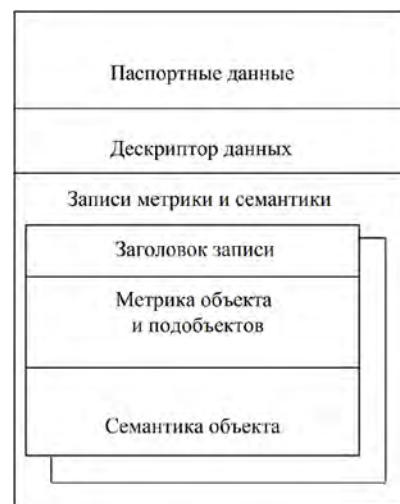 Паспортные данные
Дескриптор данных
Записи метрики и семантики
Заголовок записи
Метрика объекта
и подобъектов
Семантика объекта